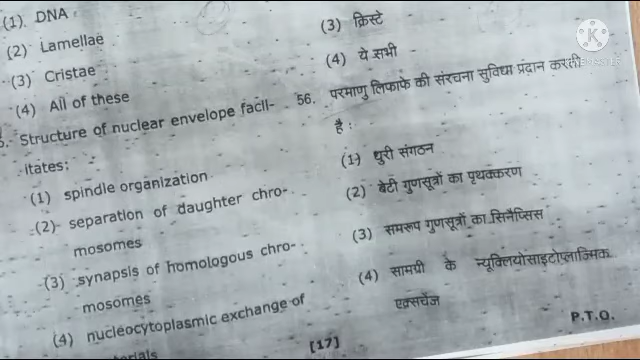 (1) DNA
(2) Lamellae
(3) Cristae
(4) All of these
Structure of nuclear envelope facil-
itates:
(1) spindle organization
(2) separation of daughter chro-
mosomes
(3) synapsis of homologous chro-
mosomes
(4) nucleocytoplasmic exchange of
(3) क्रिस्टे
(4) ये सभी
56. परमाणु लिफाफे की संरचना सुविधा प्रदान करती
है :
(1) धुरी संगठन
(2) बेटी गुणसूत्रों का पृथक्करण
(3) समरूप गुणसूत्रों का सिनैप्सिस
(4) सामग्री के न्यूक्लियोसाइटोप्लाज्मिक
एक्सचेंज
[17]
P.T.O.
K